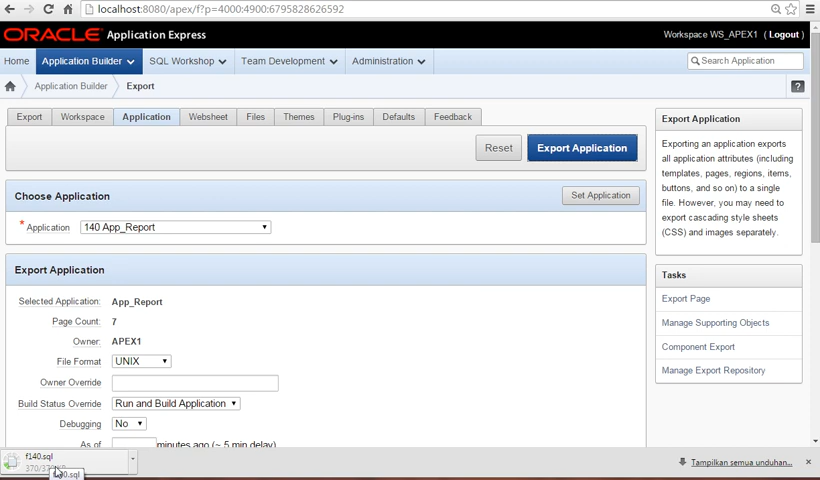 localhost:8080/apex/f?p=4000:4900:6795828626592
ORACLE Application Express
Workspace WS_APEX1 ( Logout )
Home
Application Builder
SQL Workshop
Team Development
Administration
Search Application
Application Builder
Export
?
Export
Workspace
Application
Websheet
Files
Themes
Plug-ins
Defaults
Feedback
Reset
Export Application
Choose Application
Set Application
* Application
140 App_Report
Export Application
Selected Application: App_Report
Page Count: 7
Owner: APEX1
File Format UNIX
Owner Override
Build Status Override Run and Build Application
Debugging No
As of minutes ago (~ 5 min delay)
Export Application
Exporting an application exports
all application attributes (including
templates, pages, regions, items,
buttons, and so on) to a single
file. However, you may need to
export cascading style sheets
(CSS) and images separately.
Tasks
Export Page
Manage Supporting Objects
Component Export
Manage Export Repository
f140.sql
Tampilkan semua unduhan...